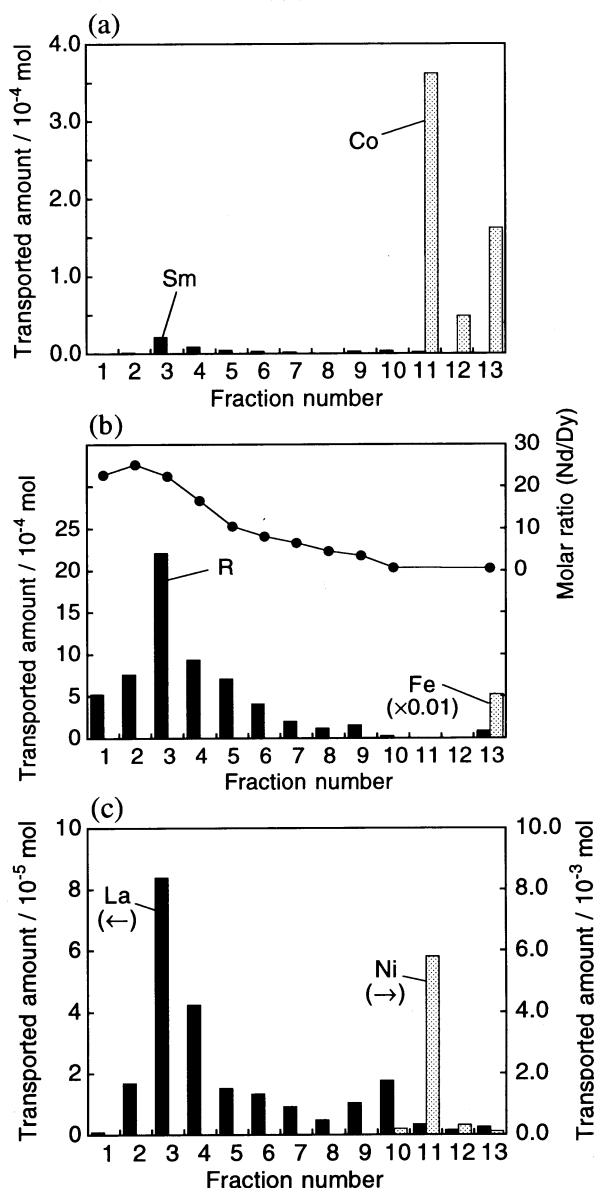 (a)
Transported amount / 10⁻⁴ mol
4.0
3.0
2.0
1.0
0.0
Co
Sm
1 2 3 4 5 6 7 8 9 10 11 12 13
Fraction number
(b)
Transported amount / 10⁻⁴ mol
25
20
15
10
5
0
R
Fe
(×0.01)
30
20
10
0
Molar ratio (Nd/Dy)
1 2 3 4 5 6 7 8 9 10 11 12 13
Fraction number
(c)
Transported amount / 10⁻⁵ mol
10
8
6
4
2
0
La
(←)
Ni
(→)
10.0
8.0
6.0
4.0
2.0
0.0
Transported amount / 10⁻³ mol
1 2 3 4 5 6 7 8 9 10 11 12 13
Fraction number